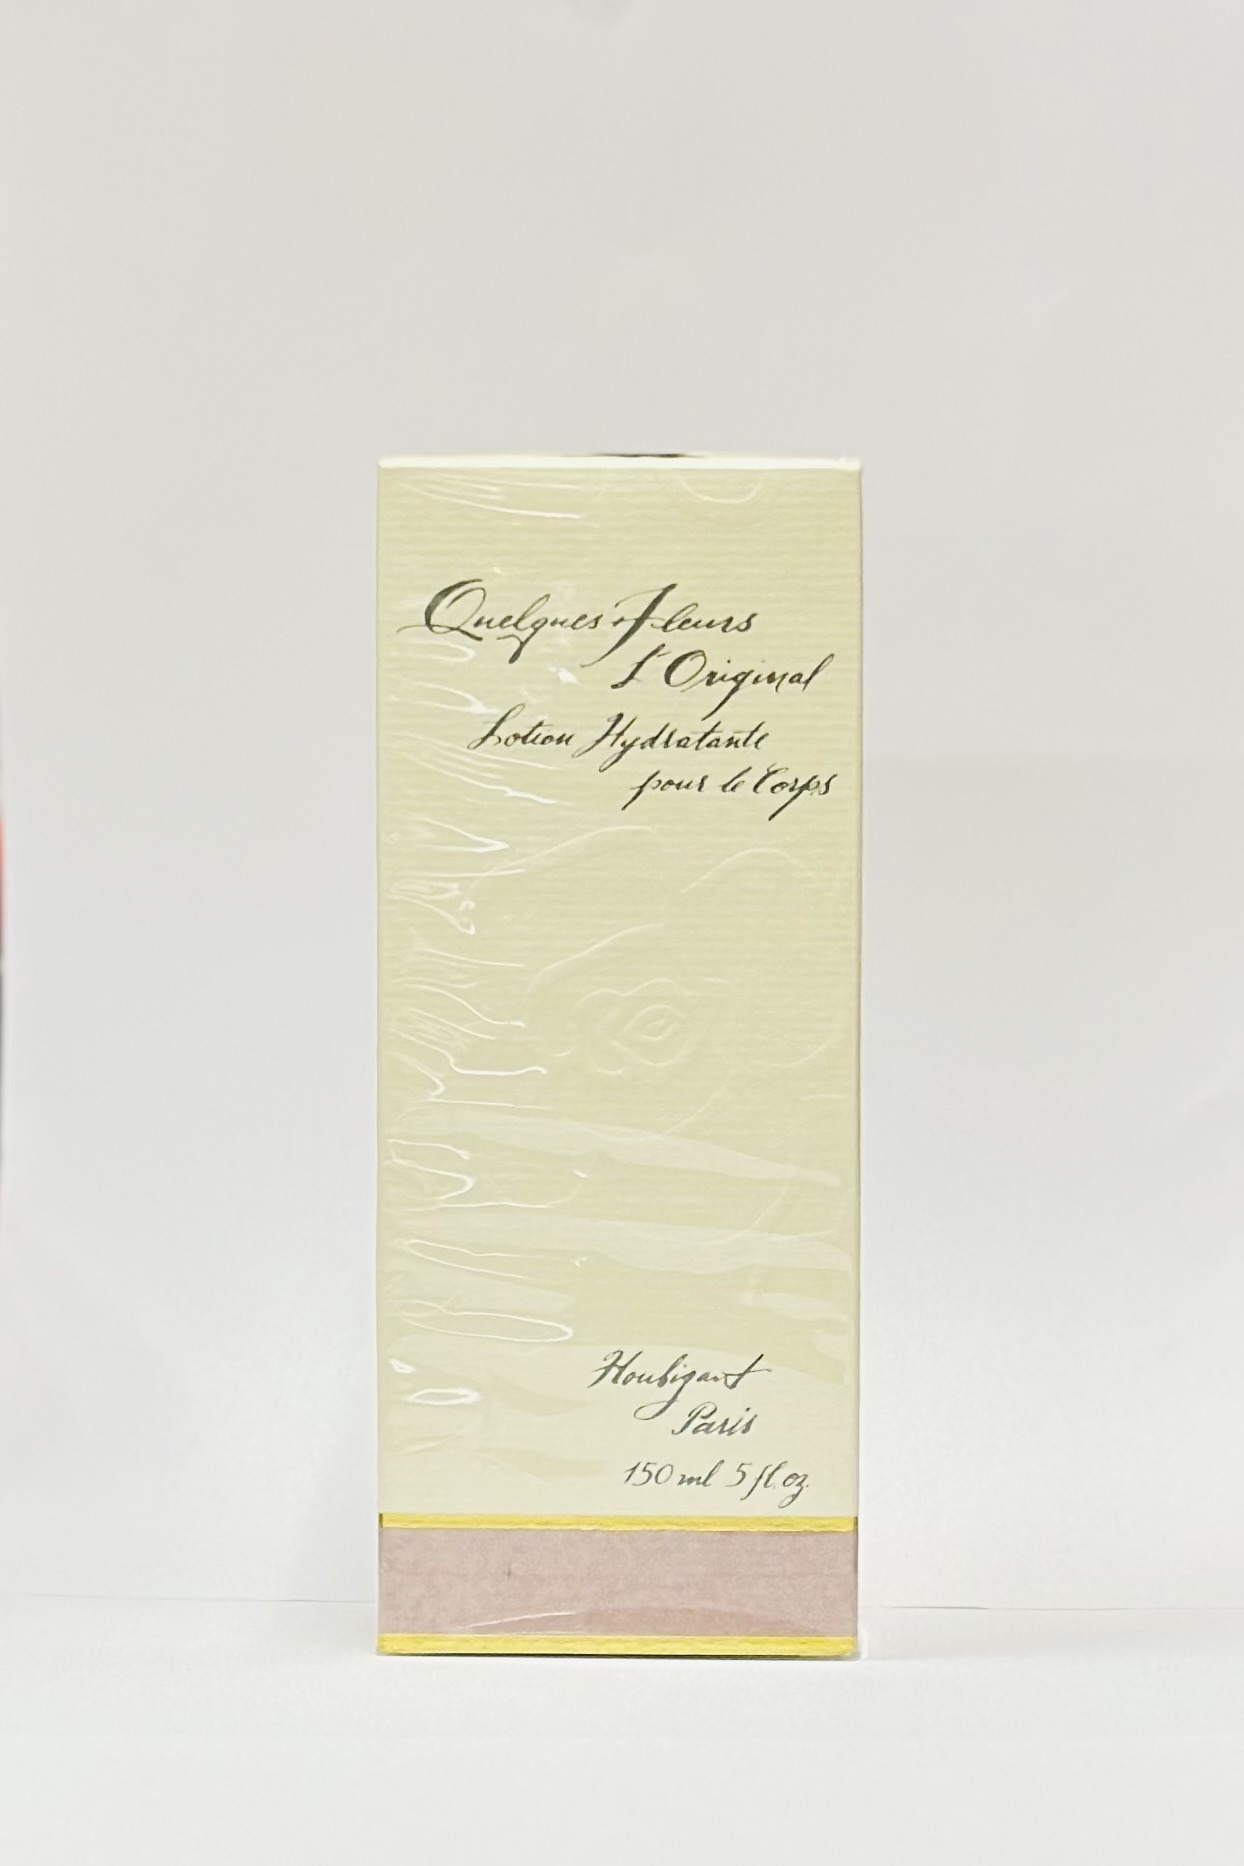 Quelques Fleurs
L'Original
Lotion Hydratante
pour le Corps
Houbigant
Paris
150 ml 5 fl. oz.